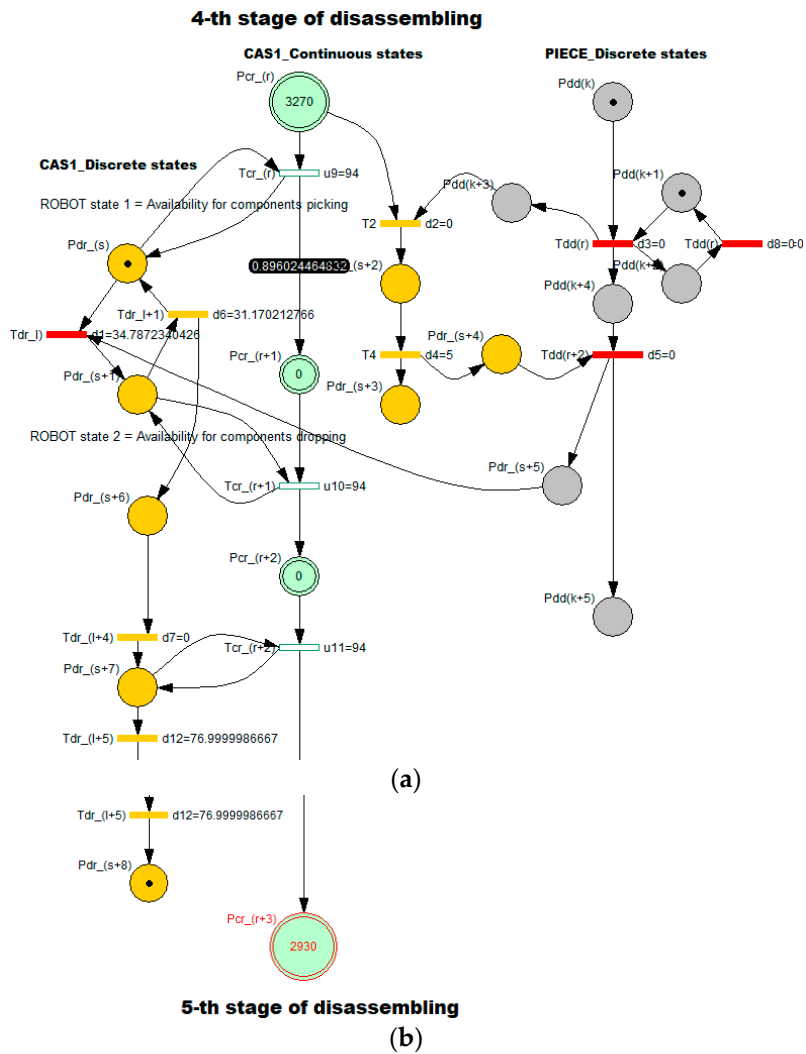 4-th stage of disassembling
CAS1_Continuous states
PIECE_Discrete states
Pcr_(r)
3270
Pdd(k)
CAS1_Discrete states
Tcr_(r)
u9=94
Pdd(k+3)
Pdd(k+1)
ROBOT state 1 = Availability for components picking
T2
d2=0
Pdr_(s)
Tdd(r)
d3=0
Tdd(r)
d8=0
0.896024464832
_(s+2)
Pdd(k+4)
Tdr_l+1)
d6=31.170212766
Tdr_l)
d1=34.7872340426
Pcr_(r+1)
0
Pdr_(s+4)
T4
d4=5
Tdd(r+2)
d5=0
Pdr_(s+1)
Pdr_(s+3)
ROBOT state 2 = Availability for components dropping
Tcr_(r+1)
u10=94
Pdr_(s+5)
Pdr_(s+6)
Pcr_(r+2)
0
Pdd(k+5)
Tdr_(l+4)
d7=0
Tcr_(r+2)
u11=94
Pdr_(s+7)
Tdr_(l+5)
d12=76.9999986667
(a)
Tdr_(l+5)
d12=76.9999986667
Pdr_(s+8)
Pcr_(r+3)
2930
5-th stage of disassembling
(b)